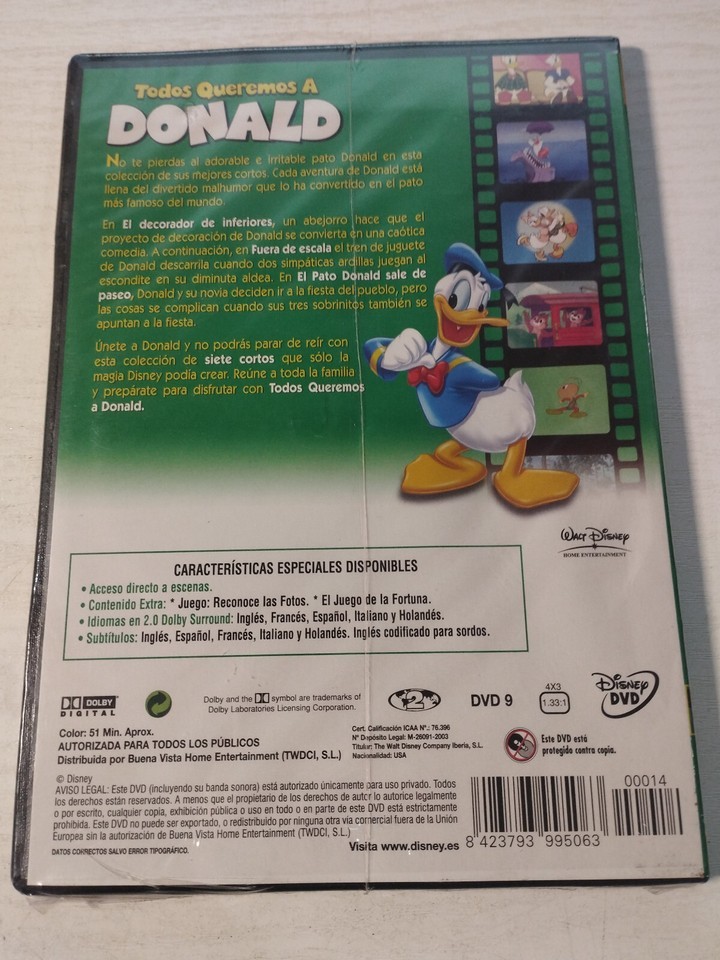 Todos Queremos A
DONALD
No te pierdas al adorable e irritable pato Donald en esta
colección de sus mejores cortos. Cada aventura de Donald está
llena del divertido malhumor que lo ha convertido en el pato
más famoso del mundo.
En El decorador de inferiores, un abejorro hace que el
proyecto de decoración de Donald se convierta en una caótica
comedia. A continuación, en Fuera de escala el tren de juguete
de Donald descarrila cuando dos simpáticas ardillas juegan al
escondite en su diminuta aldea. En El Pato Donald sale de
paseo, Donald y su novia deciden ir a la fiesta del pueblo, pero
las cosas se complican cuando sus tres sobrinitos también se
apuntan a la fiesta.
Únete a Donald y no podrás parar de reír con
esta colección de siete cortos que sólo la
magia Disney podía crear. Reúne a toda la familia
y prepárate para disfrutar con Todos Queremos
a Donald.
WALT DISNEY
HOME ENTERTAINMENT
CARACTERÍSTICAS ESPECIALES DISPONIBLES
• Acceso directo a escenas.
• Contenido Extra: * Juego: Reconoce las Fotos. * El Juego de la Fortuna.
• Idiomas en 2.0 Dolby Surround: Inglés, Francés, Español, Italiano y Holandés.
• Subtítulos: Inglés, Español, Francés, Italiano y Holandés. Inglés codificado para sordos.
DOLBY
DIGITAL
Dolby and the symbol are trademarks of
Dolby Laboratories Licensing Corporation.
2
DVD 9
4X3
1.33:1
DISNEY
DVD
Color: 51 Min. Aprox.
AUTORIZADA PARA TODOS LOS PÚBLICOS
Distribuida por Buena Vista Home Entertainment (TWDCI, S.L.)
Cert. Calificación ICAA Nº.: 76.396
Nº Depósito Legal: M-26091-2003
Titular: The Walt Disney Company Iberia, S.L.
Nacionalidad: USA
Este DVD está
protegido contra copia.
© Disney
AVISO LEGAL: Este DVD (incluyendo su banda sonora) está autorizado únicamente para uso privado. Todos
los derechos están reservados. A menos que el propietario de los derechos de autor lo autorice legalmente
o por escrito, cualquier copia, exhibición pública o uso en todo o en parte de este DVD está estrictamente
prohibida. Este DVD no puede ser exportado, o redistribuido por ninguna otra vía comercial fuera de la Unión
Europea sin la autorización de Buena Vista Home Entertainment (TWDCI, S.L.)
DATOS CORRECTOS SALVO ERROR TIPOGRÁFICO.
Visita www.disney.es
00014
8 423793 995063